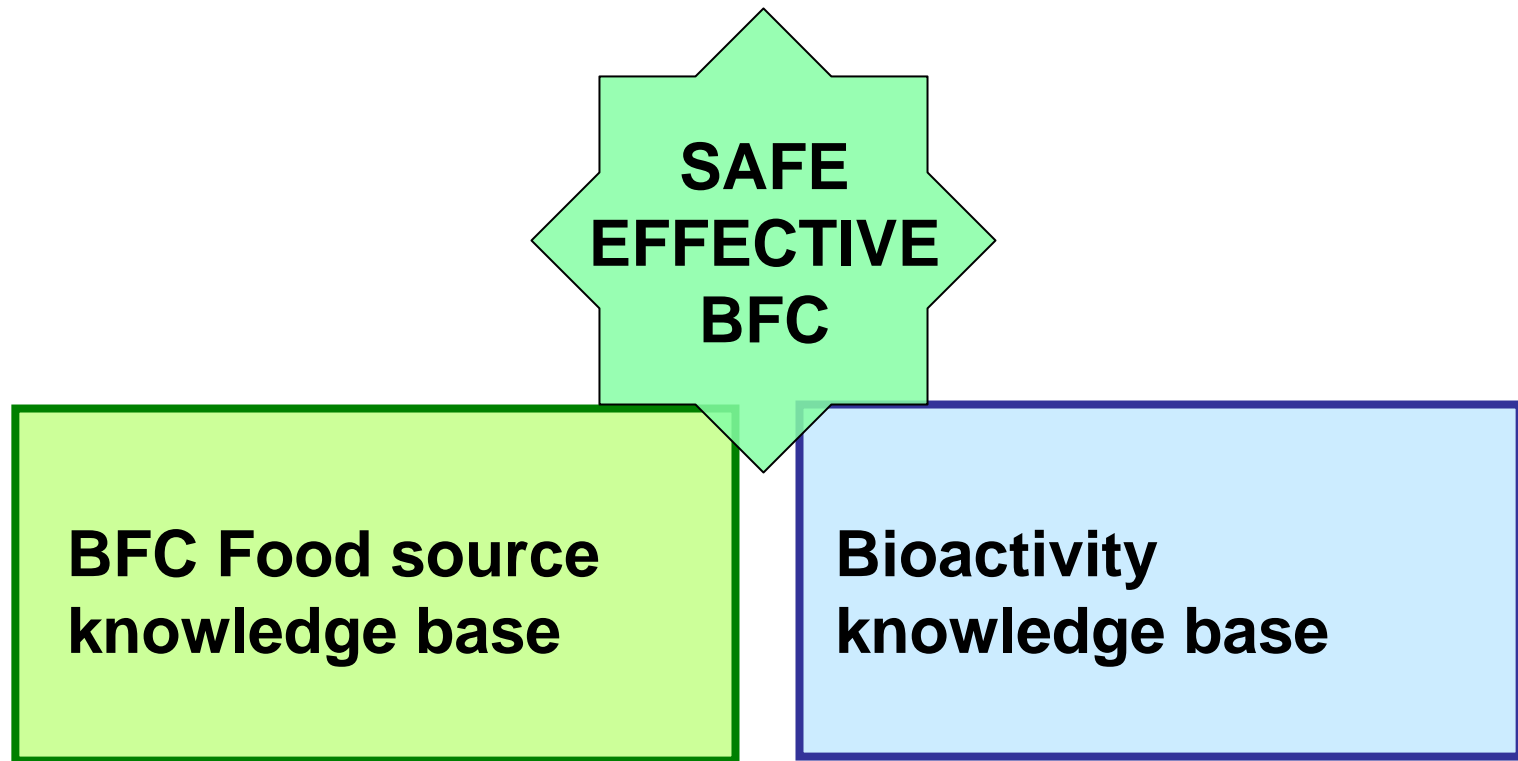 SAFE
EFFECTIVE
BFC
BFC Food source
knowledge base
Bioactivity
knowledge base